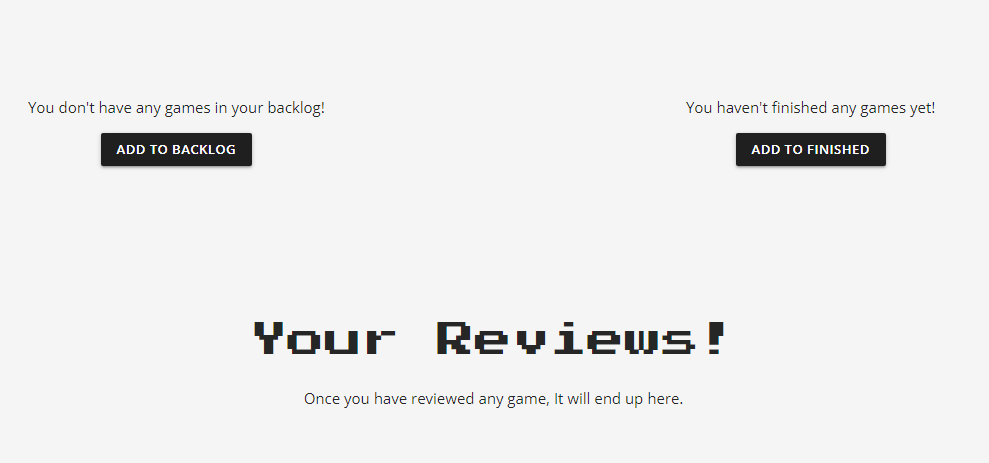 You don't have any games in your backlog!
ADD TO BACKLOG
You haven't finished any games yet!
ADD TO FINISHED
Your Reviews!
Once you have reviewed any game, It will end up here.